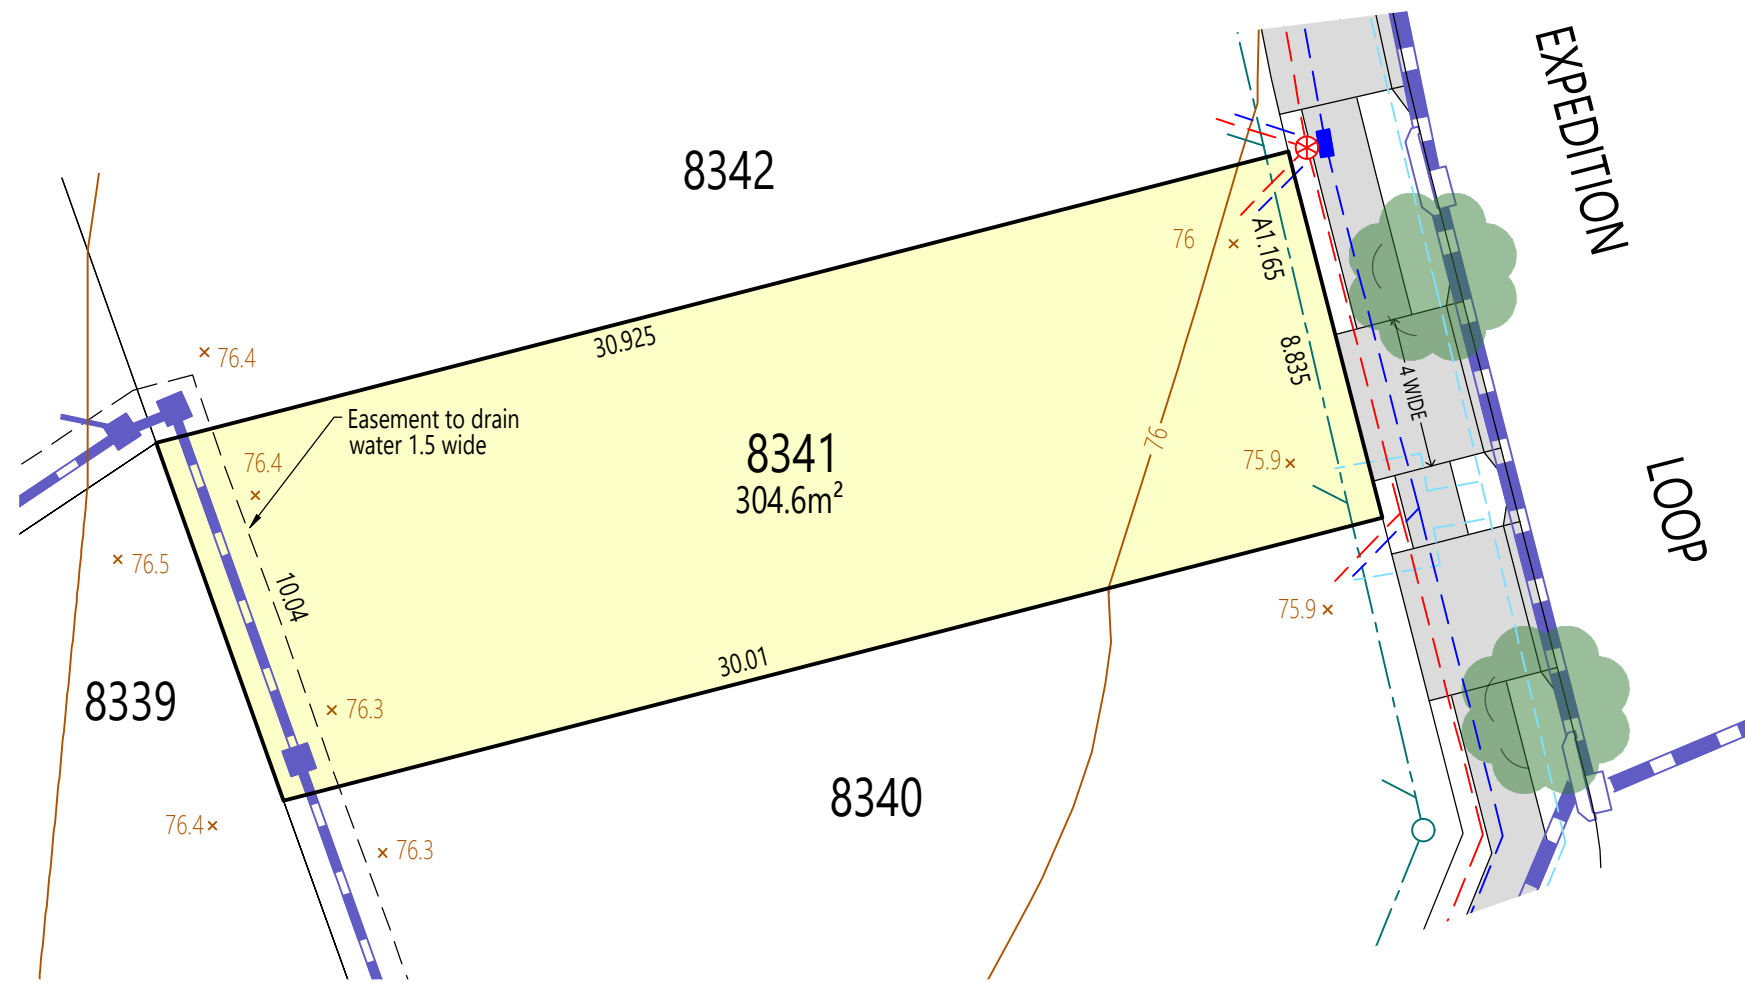 EXPEDITION
LOOP
8342
30.925
76
A1.165
8.835
4 WIDE
76.4
Easement to drain
water 1.5 wide
76.4
8341
304.6m²
76
75.9
76.5
10.04
75.9
30.01
76.3
8339
8340
76.4
76.3